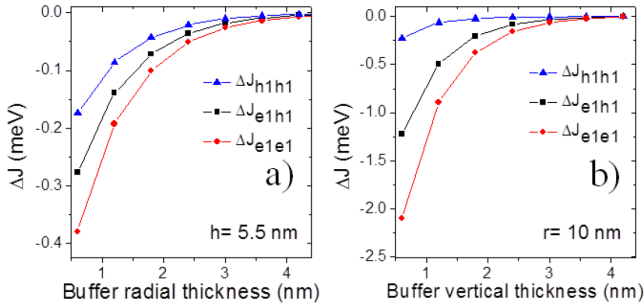 0.0
-0.1
-0.2
-0.3
-0.4
ΔJ (meV)
ΔJh1h1
ΔJe1h1
ΔJe1e1
a)
h= 5.5 nm
1 2 3 4
Buffer radial thickness (nm)
0.0
-0.5
-1.0
-1.5
-2.0
-2.5
ΔJ (meV)
ΔJh1h1
ΔJe1h1
ΔJe1e1
b)
r= 10 nm
1 2 3 4
Buffer vertical thickness (nm)